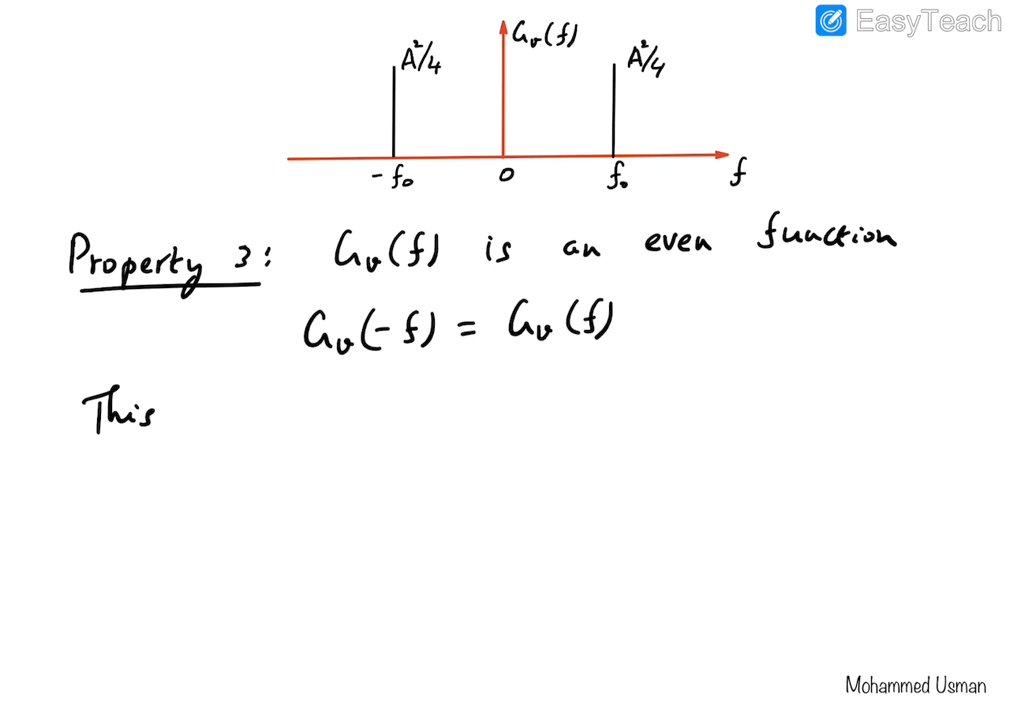 EasyTeach
Gv(f)
A²/4 A²/4
-f₀ 0 f₀ f
Property 3: Gv(f) is an even function
Gv(-f) = Gv(f)
This
Mohammed Usman